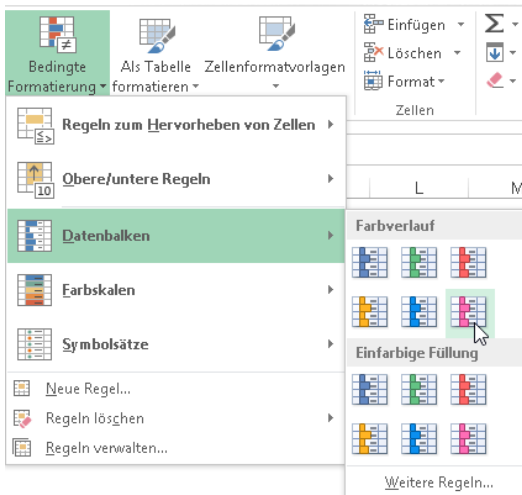 Bedingte
Formatierung
Als Tabelle
formatieren
Zellenformatvorlagen
Einfügen
Löschen
Format
Zellen
Σ
Regeln zum Hervorheben von Zellen
≤>
Obere/untere Regeln
10
L
M
Datenbalken
Farbverlauf
Farbskalen
Symbolsätze
Einfarbige Füllung
Neue Regel...
Regeln löschen
Regeln verwalten...
Weitere Regeln...